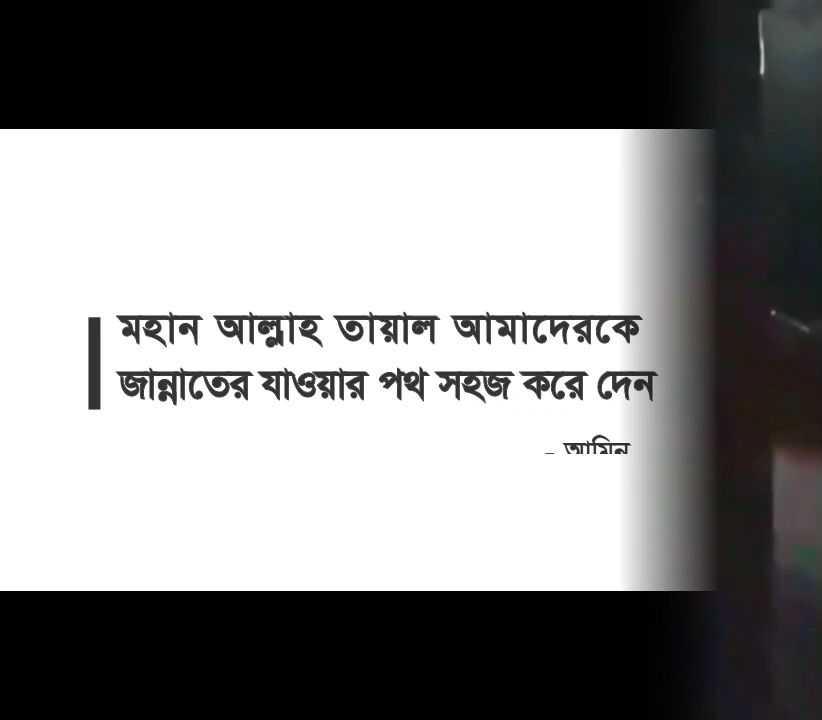 মহান আল্লাহ তায়াল আমাদেরকে
জান্নাতের যাওয়ার পথ সহজ করে দেন
- আমিন